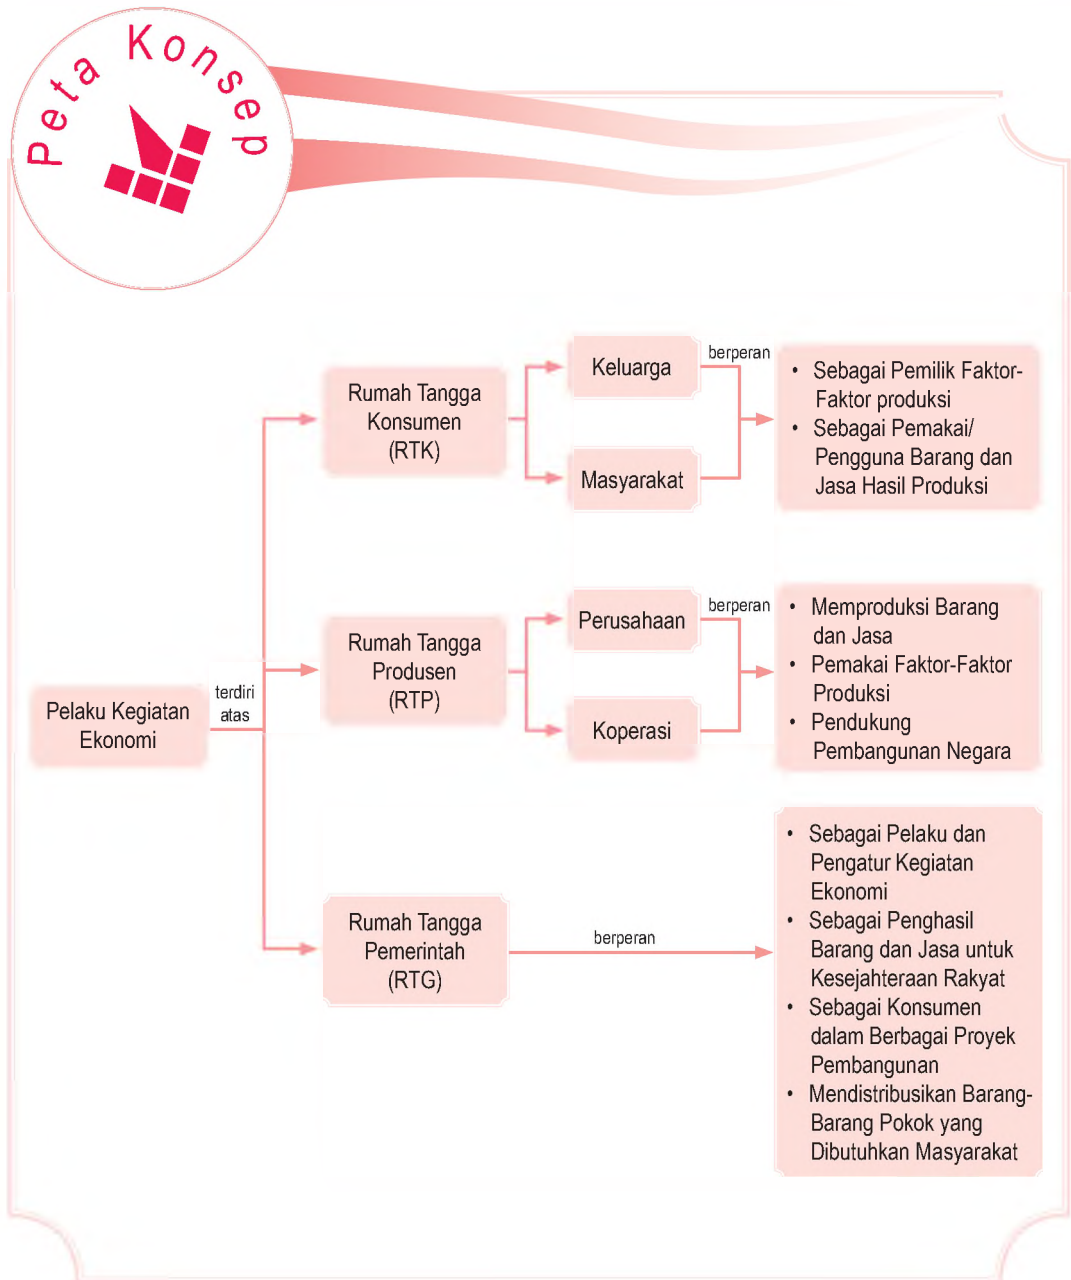 Peta Konsep
Pelaku Kegiatan
Ekonomi
terdiri
atas
Rumah Tangga
Konsumen
(RTK)
Keluarga
Masyarakat
berperan
• Sebagai Pemilik Faktor-
Faktor produksi
• Sebagai Pemakai/
Pengguna Barang dan
Jasa Hasil Produksi
Rumah Tangga
Produsen
(RTP)
Perusahaan
Koperasi
berperan
• Memproduksi Barang
dan Jasa
• Pemakai Faktor-Faktor
Produksi
• Pendukung
Pembangunan Negara
Rumah Tangga
Pemerintah
(RTG)
berperan
• Sebagai Pelaku dan
Pengatur Kegiatan
Ekonomi
• Sebagai Penghasil
Barang dan Jasa untuk
Kesejahteraan Rakyat
• Sebagai Konsumen
dalam Berbagai Proyek
Pembangunan
• Mendistribusikan Barang-
Barang Pokok yang
Dibutuhkan Masyarakat